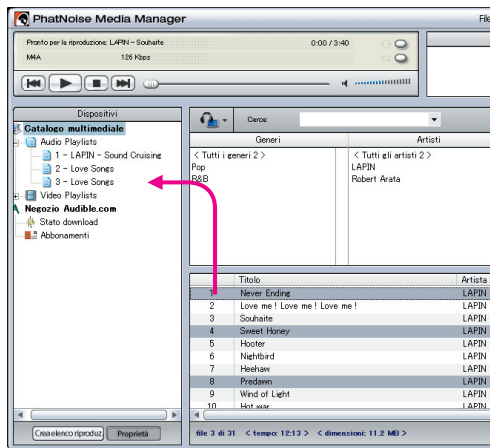 PhatNoise Media Manager
File
Pronto per la riproduzione: LAPIN - Souhaite
0:00 / 3:40
M4A
126 Kbps
Dispositivi
Catalogo multimediale
Audio Playlists
1 - LAPIN - Sound Cruising
2 - Love Songs
3 - Love Songs
Video Playlists
Negozio Audible.com
Stato download
Abbonamenti
Crea elenco riproduz.
Proprietà
Cerca:
Generi
Artisti
< Tutti i generi 2 >
< Tutti gli artisti 2 >
Pop
LAPIN
R&B
Robert Arata
Titolo
Artista
1 Never Ending LAPIN
2 Love me ! Love me ! Love me ! LAPIN
3 Souhaite LAPIN
4 Sweet Honey LAPIN
5 Hooter LAPIN
6 Nightbird LAPIN
7 Heehaw LAPIN
8 Predawn LAPIN
9 Wind of Light LAPIN
10 Hot war LAPIN
file 3 di 31 < tempo: 12:13 > < dimensioni: 11.2 MB >